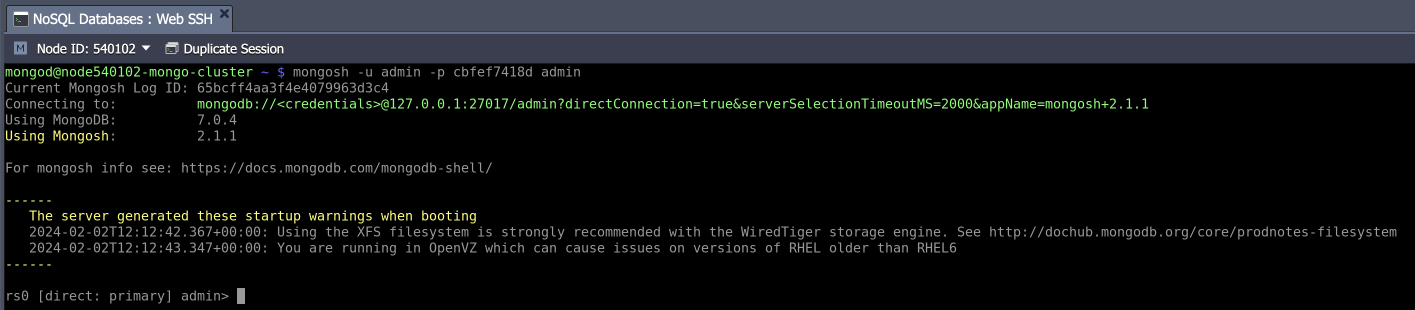 NoSQL Databases : Web SSH
M Node ID: 540102 Duplicate Session
mongod@node540102-mongo-cluster ~ $ mongosh -u admin -p cbfef7418d admin
Current Mongosh Log ID: 65bcff4aa3f4e4079963d3c4
Connecting to: mongodb://<credentials>@127.0.0.1:27017/admin?directConnection=true&serverSelectionTimeoutMS=2000&appName=mongosh+2.1.1
Using MongoDB: 7.0.4
Using Mongosh: 2.1.1
For mongosh info see: https://docs.mongodb.com/mongodb-shell/
------
The server generated these startup warnings when booting
2024-02-02T12:12:42.367+00:00: Using the XFS filesystem is strongly recommended with the WiredTiger storage engine. See http://dochub.mongodb.org/core/prodnotes-filesystem
2024-02-02T12:12:43.347+00:00: You are running in OpenVZ which can cause issues on versions of RHEL older than RHEL6
------
rs0 [direct: primary] admin>